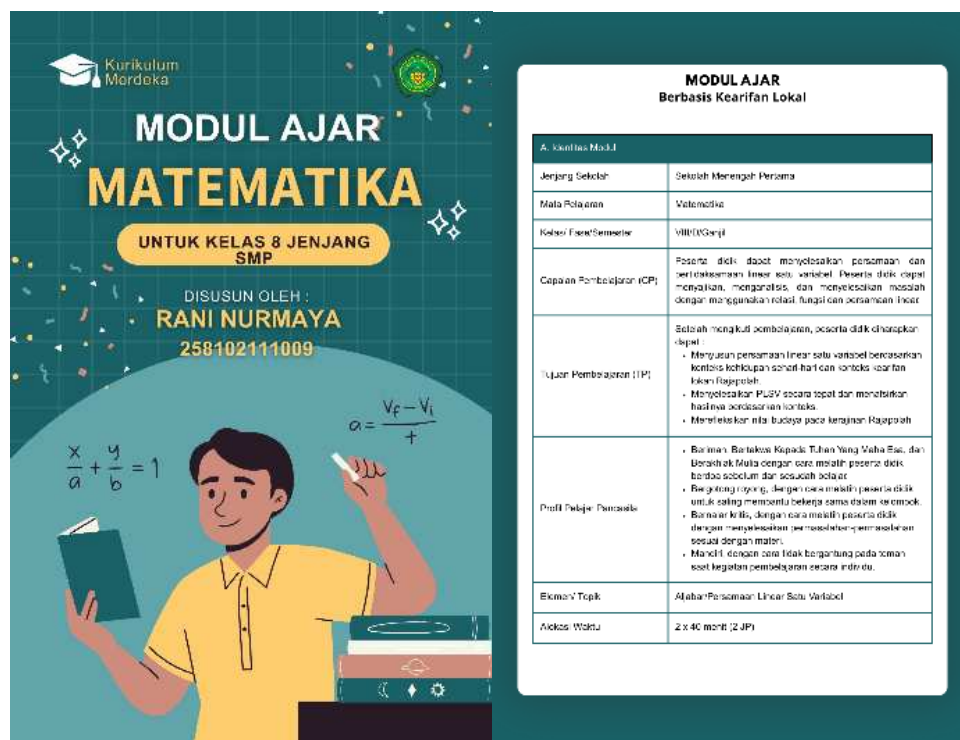 Kurikulum
Merdeka
MODUL AJAR
MATEMATIKA
UNTUK KELAS 8 JENJANG
SMP
DISUSUN OLEH :
RANI NURMAYA
258102111009
x/a + y/b = 1
a = Vf – Vi / t
MODUL AJAR
Berbasis Kearifan Lokal
A. Identitas Modul
Jenjang Sekolah
Sekolah Menengah Pertama
Mata Pelajaran
Matematika
Kelas/ Fase/Semester
VIII/D/Ganjil
Capaian Pembelajaran (CP)
Peserta didik dapat menyelesaikan persamaan dan
pertidaksamaan linear satu variabel. Peserta didik dapat
menyajikan, menganalisis, dan menyelesaikan masalah
dengan menggunakan relasi, fungsi dan persamaan linear.
Tujuan Pembelajaran (TP)
Setelah mengikuti pembelajaran, peserta didik diharapkan
dapat :
• Menyusun persamaan linear satu variabel berdasarkan
konteks kehidupan sehari-hari dan konteks kearifan
lokan Rajapolah.
• Menyelesaikan PLSV secara tepat dan menafsirkan
hasilnya berdasarkan konteks.
• Merefleksikan nilai budaya pada kerajinan Rajapolah
Profil Pelajar Pancasila
• Beriman, Bertakwa Kepada Tuhan Yang Maha Esa, dan
Berakhlak Mulia dengan cara melatih peserta didik
berdoa sebelum dan sesudah belajar.
• Bergotong royong, dengan cara melatih peserta didik
untuk saling membantu bekerja sama dalam kelompok.
• Bernalar kritis, dengan cara melatih peserta didik
dengan menyelesaikan permasalahan-permasalahan
sesuai dengan materi.
• Mandiri, dengan cara tidak bergantung pada teman
saat kegiatan pembelajaran secara individu.
Elemen/ Topik
Aljabar/Persamaan Linear Satu Variabel
Alokasi Waktu
2 x 40 menit (2 JP)